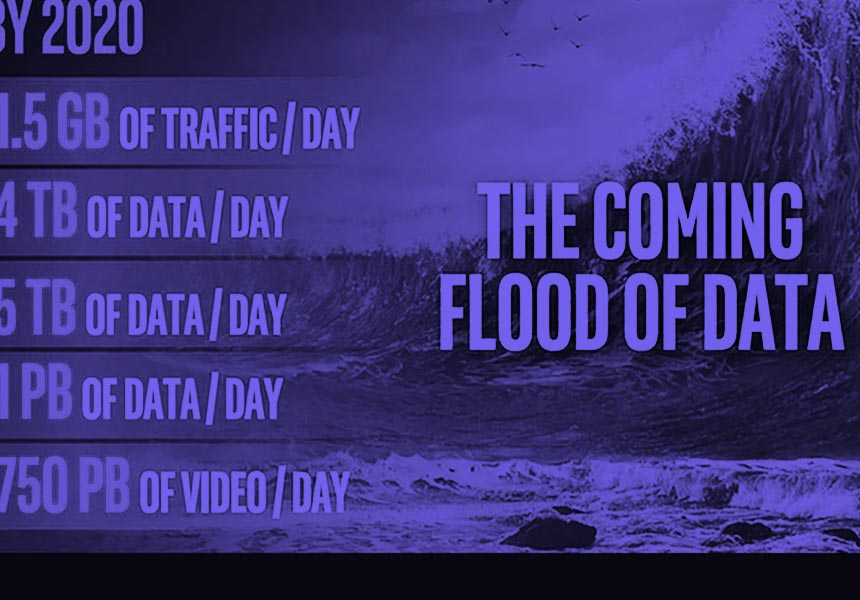 BY 2020
1.5 GB OF TRAFFIC / DAY
4 TB OF DATA / DAY
5 TB OF DATA / DAY
1 PB OF DATA / DAY
750 PB OF VIDEO / DAY
THE COMING
FLOOD OF DATA